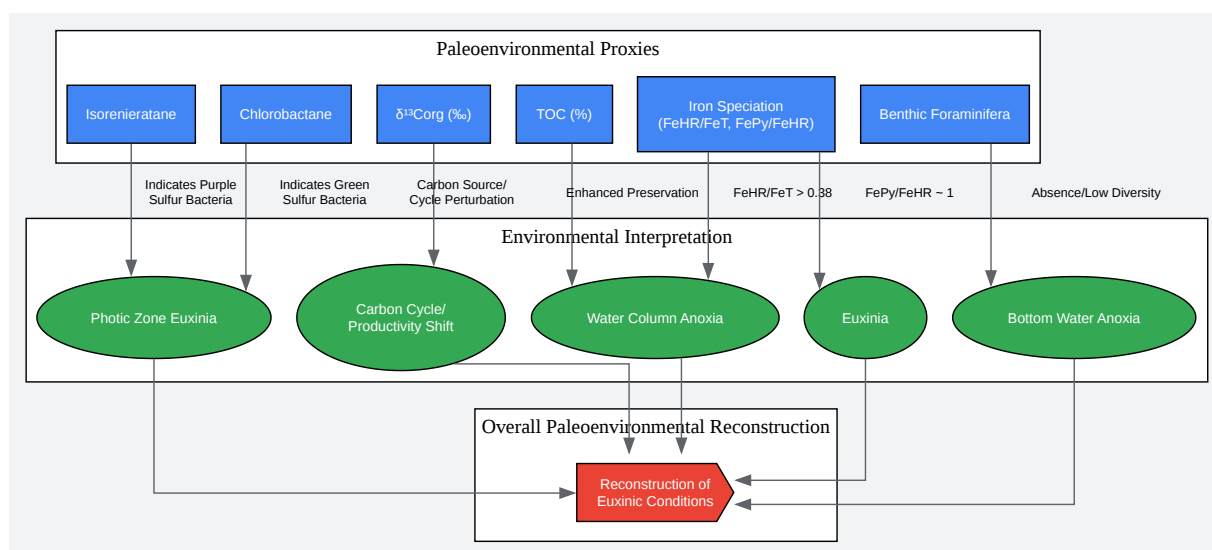 Paleoenvironmental Proxies
Isorenieratane
Chlorobactane
δ¹³Corg (‰)
TOC (%)
Iron Speciation
(FeHR/FeT, FePy/FeHR)
Benthic Foraminifera
Indicates Purple
Sulfur Bacteria
Indicates Green
Sulfur Bacteria
Carbon Source/
Cycle Perturbation
Enhanced Preservation
FeHR/FeT > 0.38
FePy/FeHR ~ 1
Absence/Low Diversity
Environmental Interpretation
Photic Zone Euxinia
Carbon Cycle/
Productivity Shift
Water Column Anoxia
Euxinia
Bottom Water Anoxia
Overall Paleoenvironmental Reconstruction
Reconstruction of
Euxinic Conditions